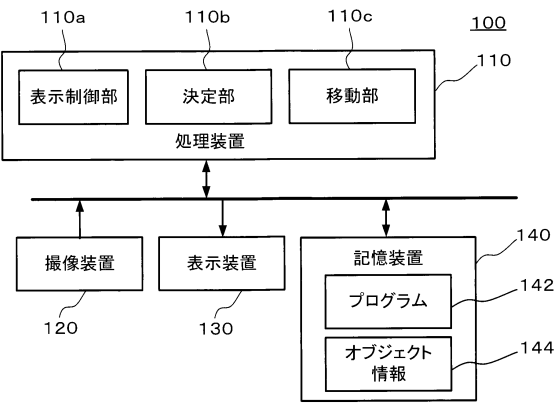 110a
110b
110c
100
110
表示制御部
決定部
移動部
処理装置
撮像装置
表示装置
記憶装置
140
プログラム
142
オブジェクト
情報
144
120
130